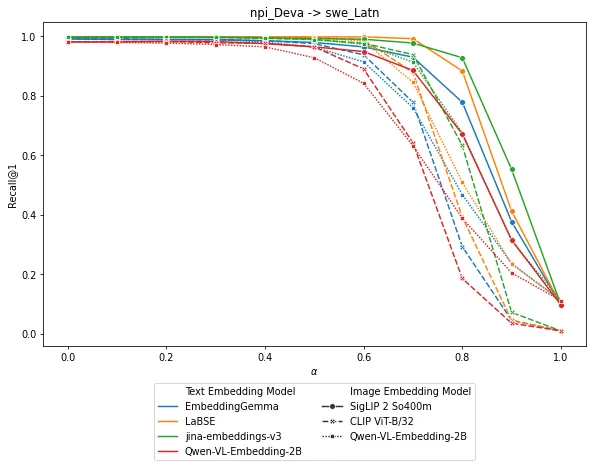 npi_Deva -> swe_Latn
Recall@1
1.0
0.8
0.6
0.4
0.2
0.0
0.0 0.2 0.4 0.6 0.8 1.0
α
Text Embedding Model
EmbeddingGemma
LaBSE
jina-embeddings-v3
Qwen-VL-Embedding-2B
Image Embedding Model
SigLIP 2 So400m
CLIP ViT-B/32
Qwen-VL-Embedding-2B